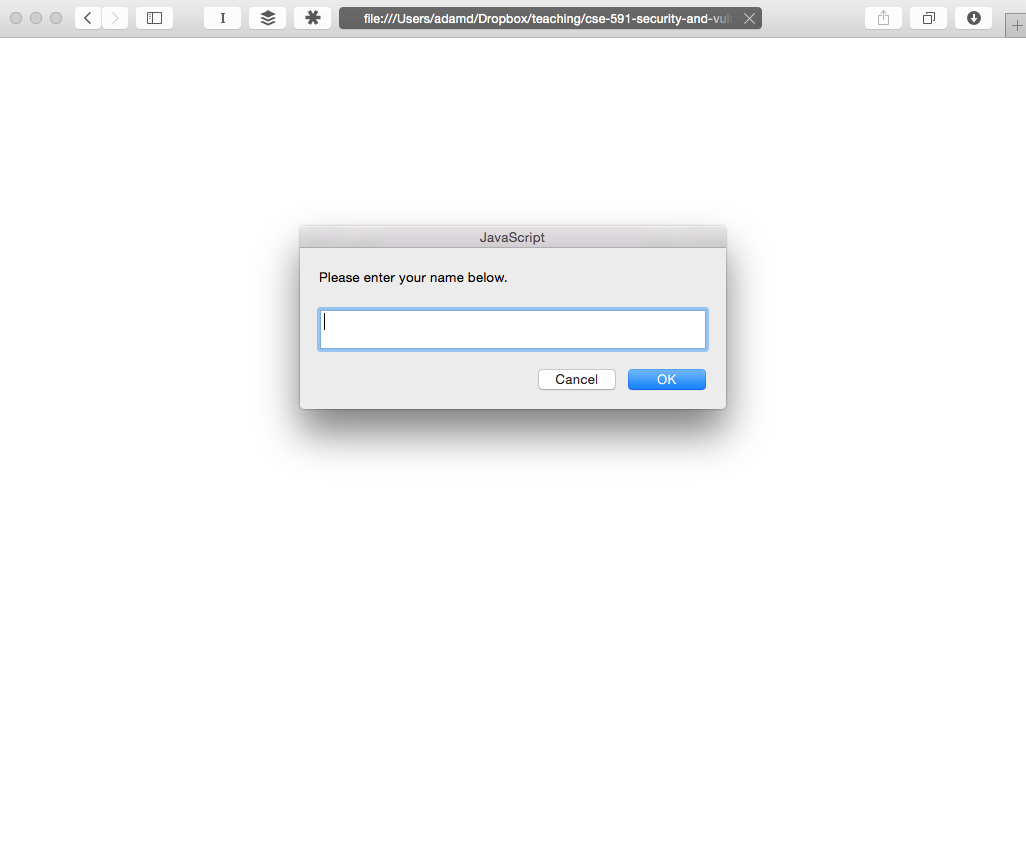 file:///Users/adamd/Dropbox/teaching/cse-591-security-and-vul
JavaScript
Please enter your name below.
Cancel
OK